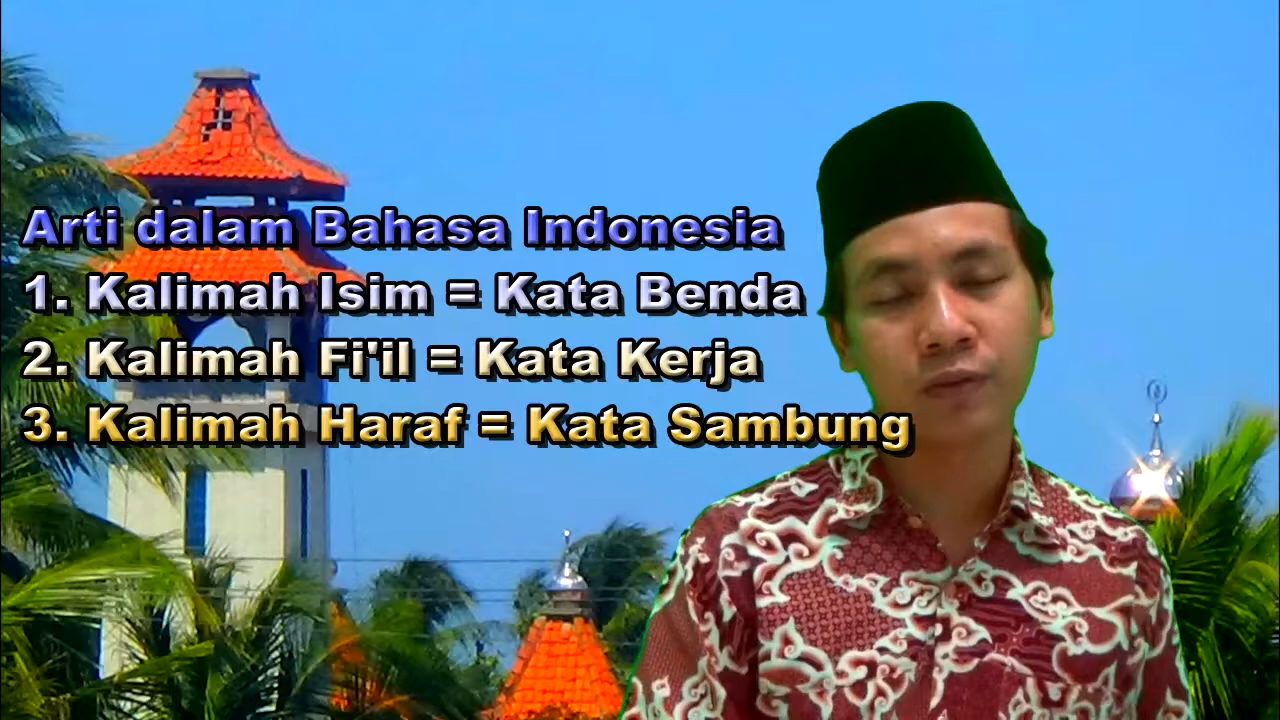 Arti dalam Bahasa Indonesia
1. Kalimah Isim = Kata Benda
2. Kalimah Fi'il = Kata Kerja
3. Kalimah Haraf = Kata Sambung